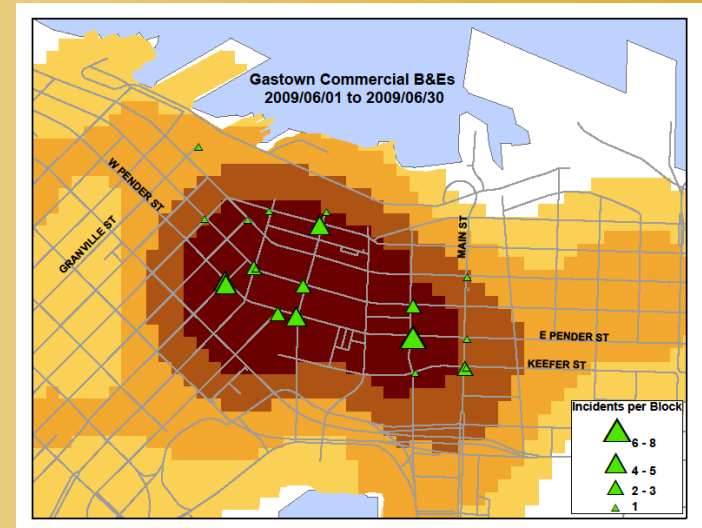 Gastown Commercial B&Es
2009/06/01 to 2009/06/30
W PENDER ST
GRANVILLE ST
MAIN ST
E PENDER ST
KEEFER ST
Incidents per Block
6 - 8
4 - 5
2 - 3
1